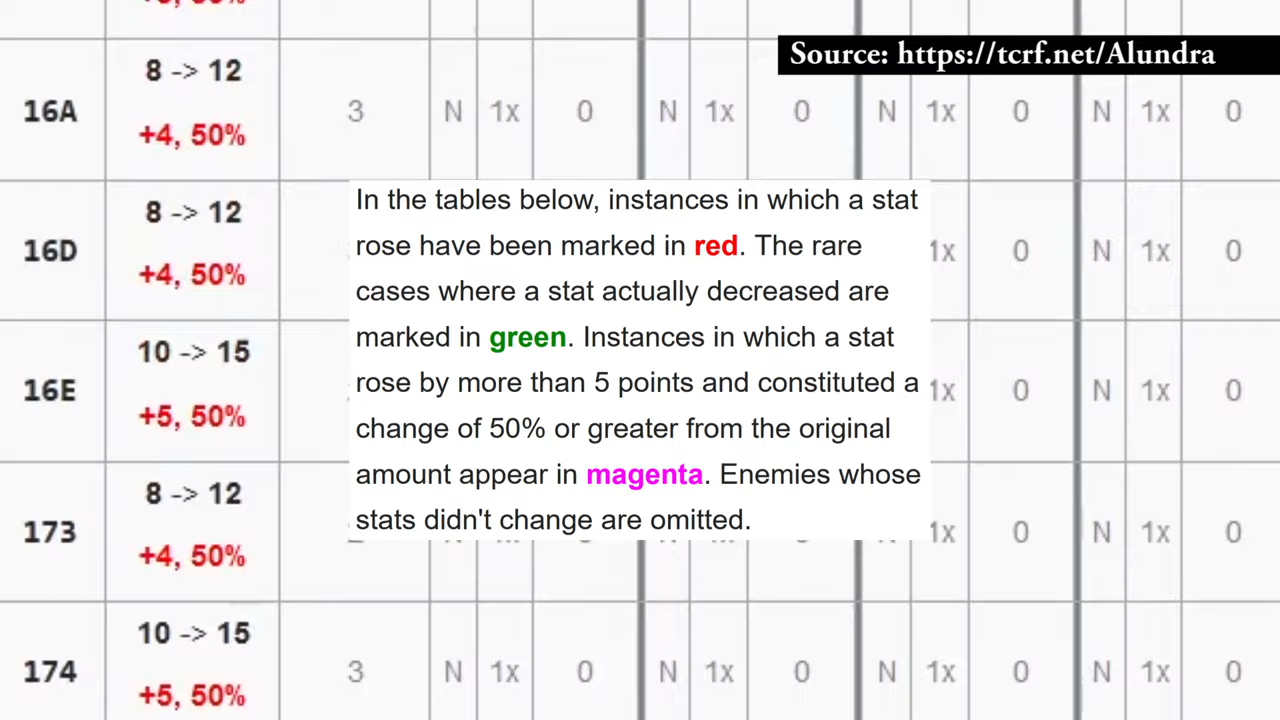 Source: https://tcrf.net/Alundra
8 -> 12
16A 3 N 1x 0 N 1x 0 N 1x 0 N 1x 0
+4, 50%
8 -> 12
16D 1x 0 N 1x 0
+4, 50%
10 -> 15
16E 1x 0 N 1x 0
+5, 50%
8 -> 12
173 1x 0 N 1x 0
+4, 50%
10 -> 15
174 3 N 1x 0 N 1x 0 N 1x 0 N 1x 0
+5, 50%
In the tables below, instances in which a stat
rose have been marked in red. The rare
cases where a stat actually decreased are
marked in green. Instances in which a stat
rose by more than 5 points and constituted a
change of 50% or greater from the original
amount appear in magenta. Enemies whose
stats didn't change are omitted.